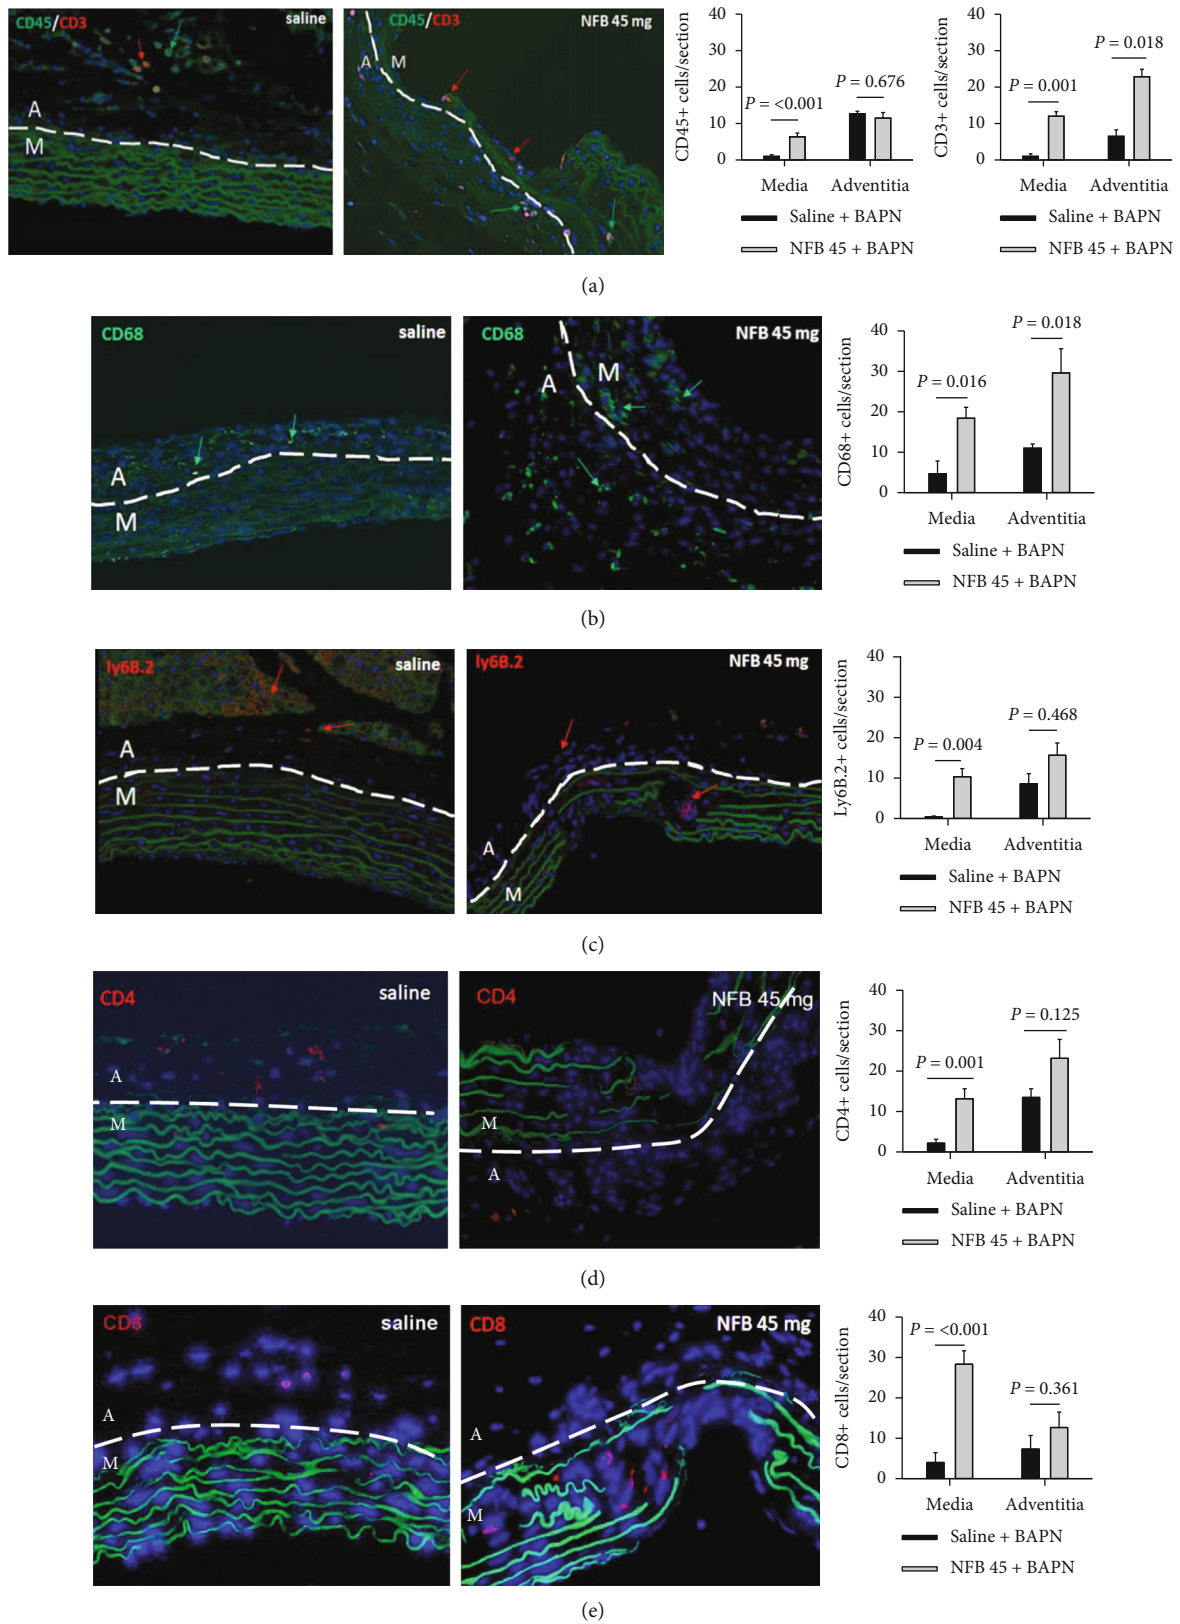 CD45/CD3
saline
A
M
CD45/CD3
NFB 45 mg
A
M
CD45+ cells/section
40
30
20
10
0
P = <0.001
P = 0.676
Media
Adventitia
Saline + BAPN
NFB 45 + BAPN
CD3+ cells/section
40
30
20
10
0
P = 0.001
P = 0.018
Media
Adventitia
Saline + BAPN
NFB 45 + BAPN
(a)
CD68
saline
A
M
CD68
NFB 45 mg
A
M
CD68+ cells/section
40
30
20
10
0
P = 0.016
P = 0.018
Media
Adventitia
Saline + BAPN
NFB 45 + BAPN
(b)
ly6B.2
saline
A
M
ly6B.2
NFB 45 mg
A
M
Ly6B.2+ cells/section
40
30
20
10
0
P = 0.004
P = 0.468
Media
Adventitia
Saline + BAPN
NFB 45 + BAPN
(c)
CD4
saline
A
M
CD4
NFB 45 mg
M
A
CD4+ cells/section
40
30
20
10
0
P = 0.001
P = 0.125
Media
Adventitia
Saline + BAPN
NFB 45 + BAPN
(d)
CD8
saline
A
M
CD8
NFB 45 mg
A
M
CD8+ cells/section
40
30
20
10
0
P = <0.001
P = 0.361
Media
Adventitia
Saline + BAPN
NFB 45 + BAPN
(e)